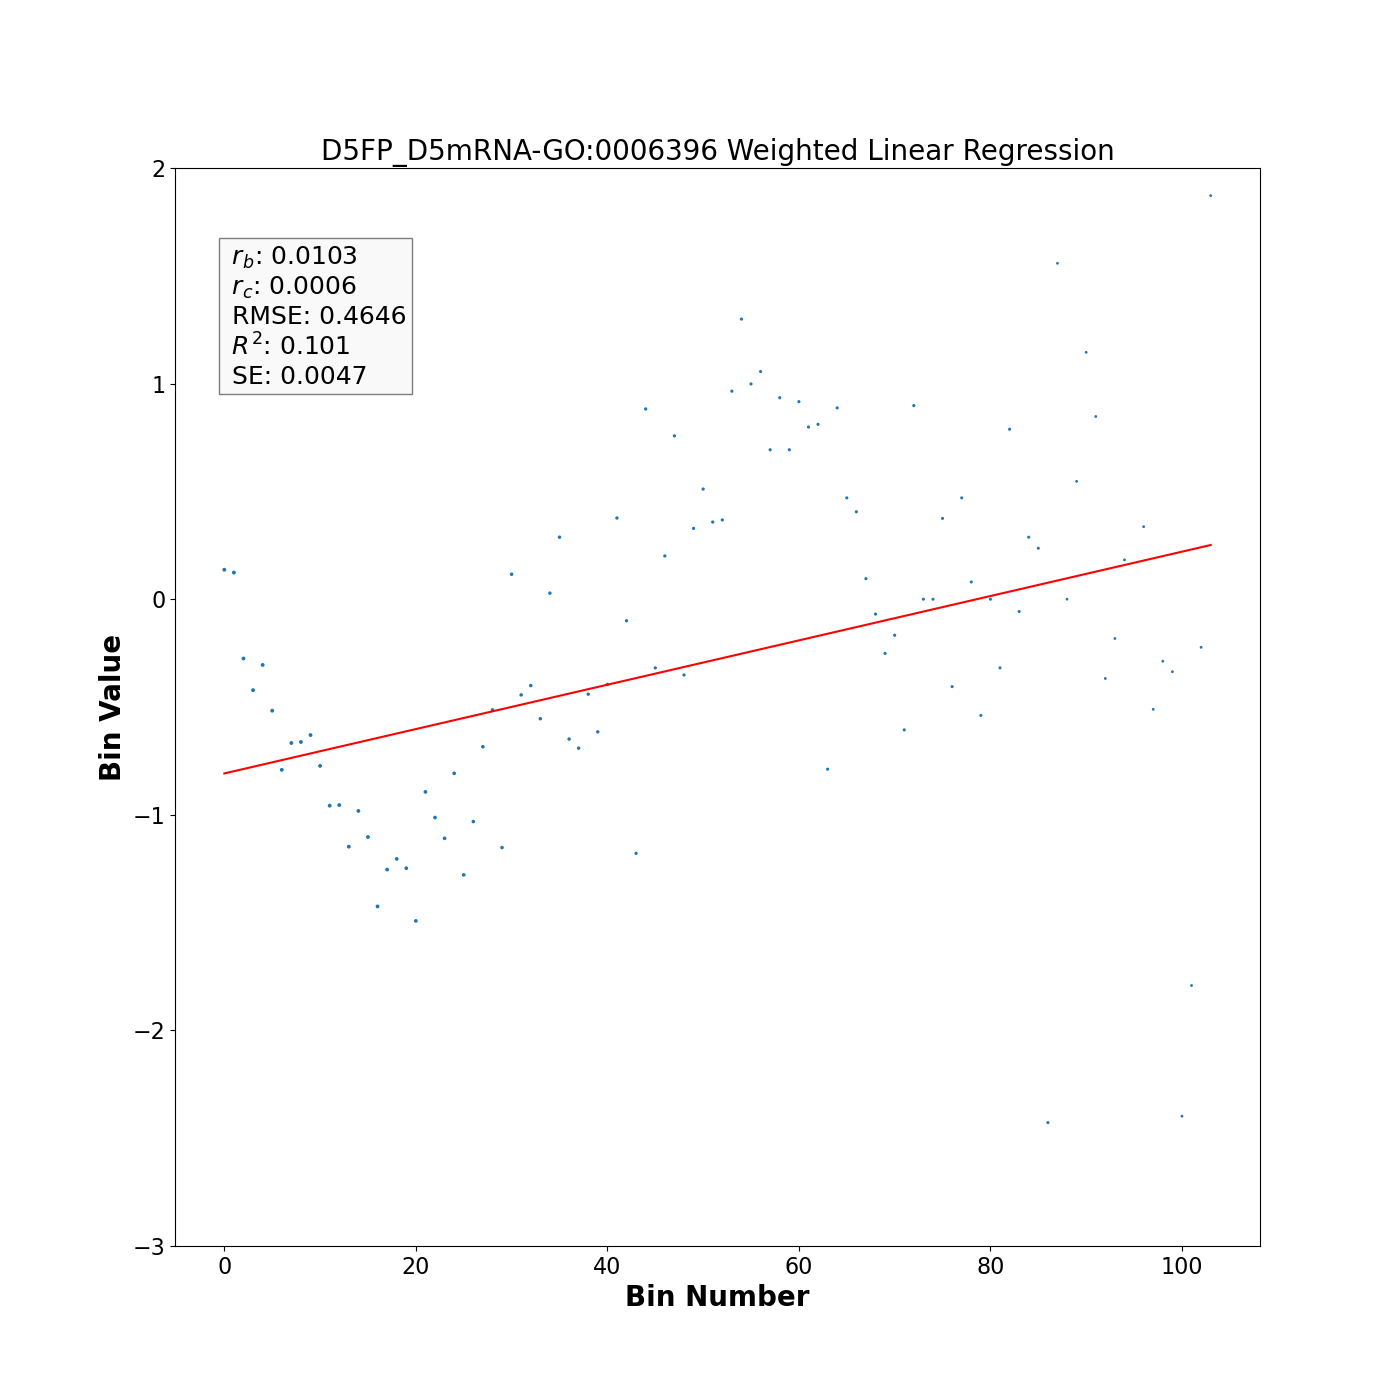 D5FP_D5mRNA-GO:0006396 Weighted Linear Regression
r_b: 0.0103
r_c: 0.0006
RMSE: 0.4646
R²: 0.101
SE: 0.0047
2
1
0
−1
−2
−3
Bin Value
0 20 40 60 80 100
Bin Number